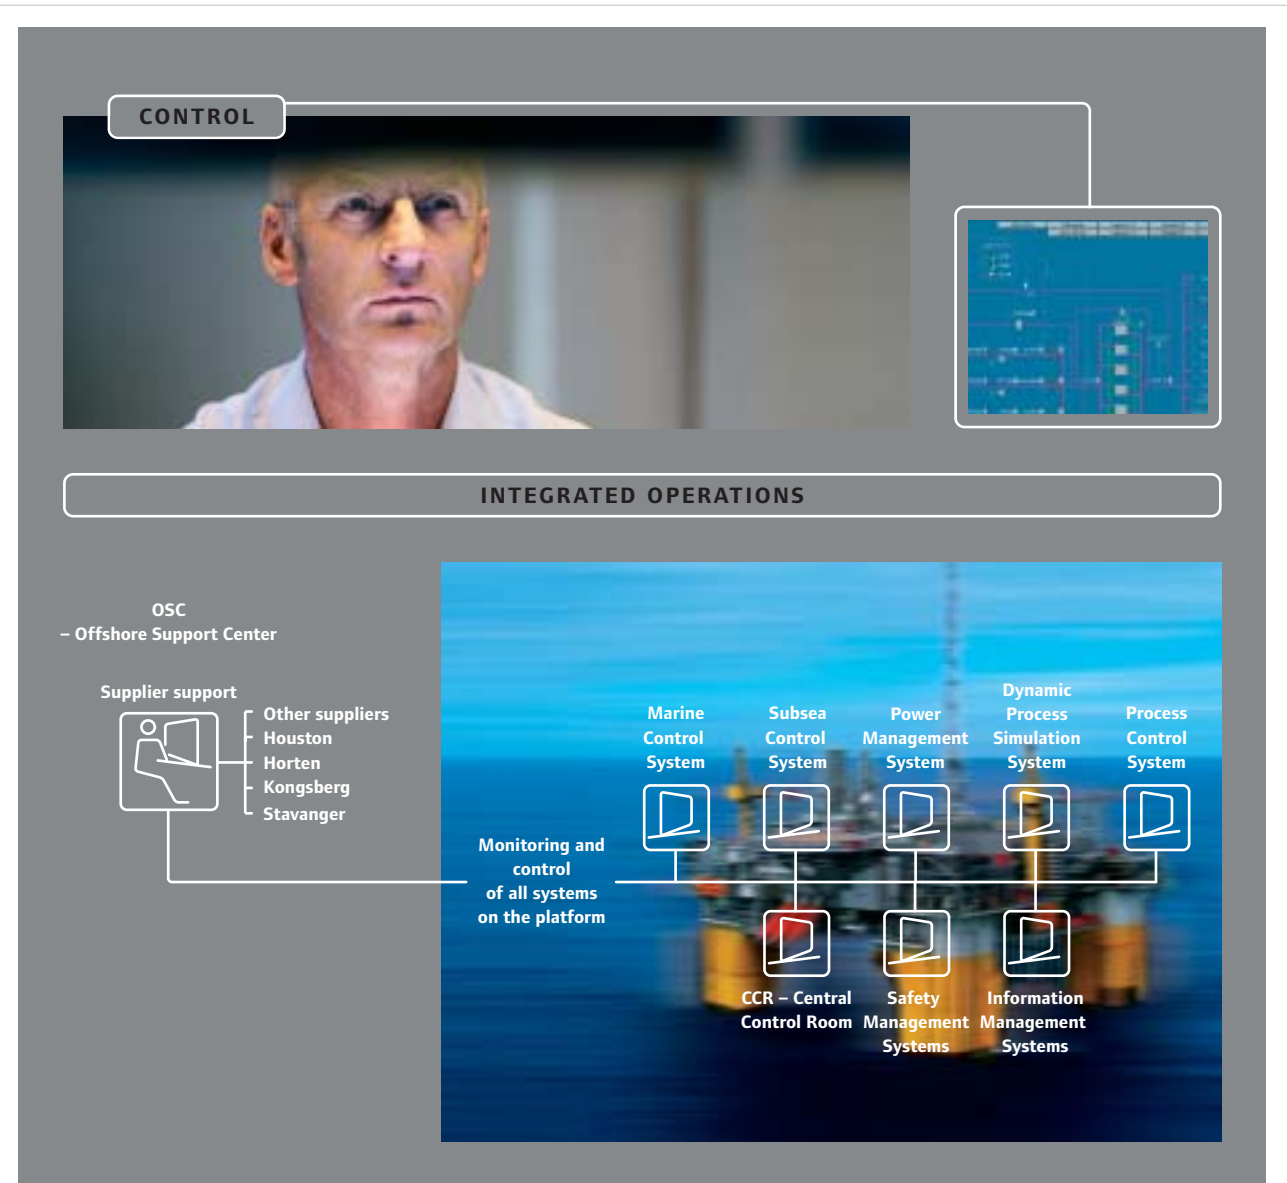 CONTROL
INTEGRATED OPERATIONS
OSC
– Offshore Support Center
Supplier support
Other suppliers
Houston
Horten
Kongsberg
Stavanger
Monitoring and
control
of all systems
on the platform
Marine
Control
System
Subsea
Control
System
Power
Management
System
Dynamic
Process
Simulation
System
Process
Control
System
CCR – Central
Control Room
Safety
Management
Systems
Information
Management
Systems